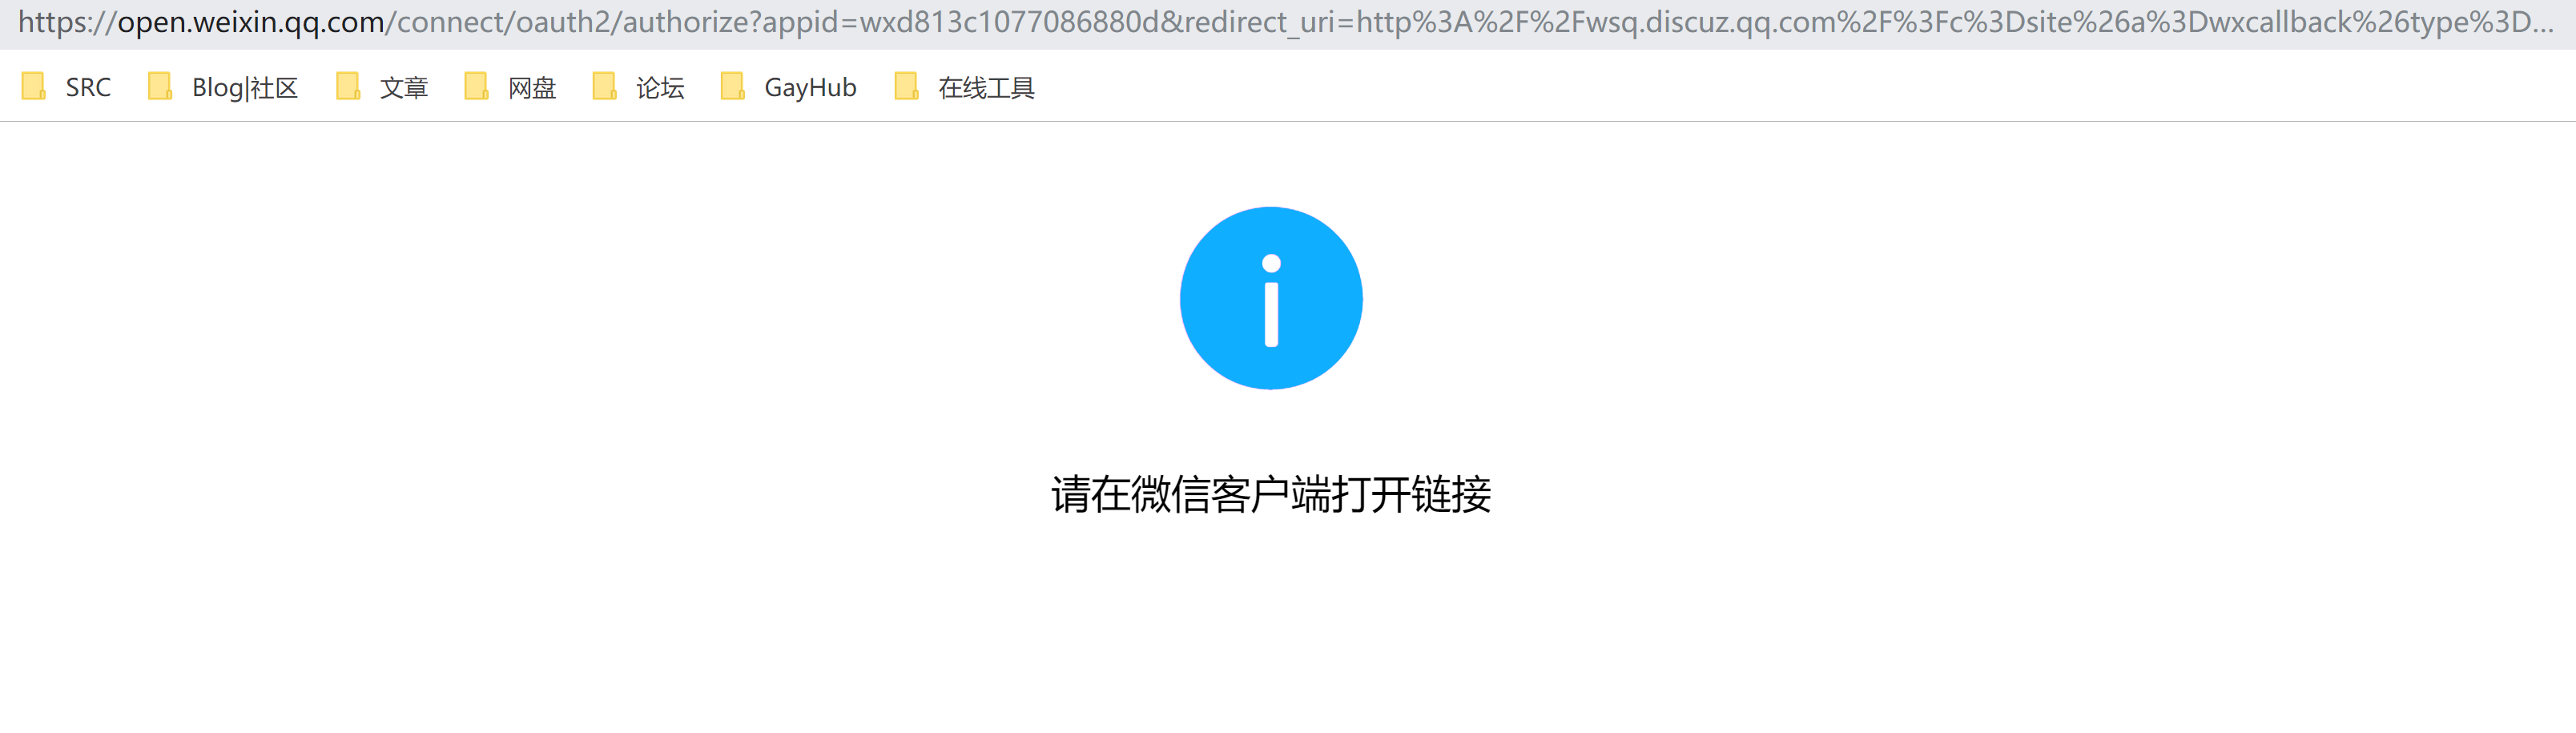 https://open.weixin.qq.com/connect/oauth2/authorize?appid=wxd813c1077086880d&redirect_uri=http%3A%2F%2Fwsq.discuz.qq.com%2F%3Fc%3Dsite%26a%3Dwxcallback%26type%3D...
SRC Blog|社区 文章 网盘 论坛 GayHub 在线工具
请在微信客户端打开链接